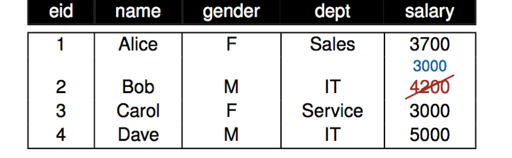 eid name gender dept salary
1 Alice F Sales 3700
3000
2 Bob M IT 4200
3 Carol F Service 3000
4 Dave M IT 5000